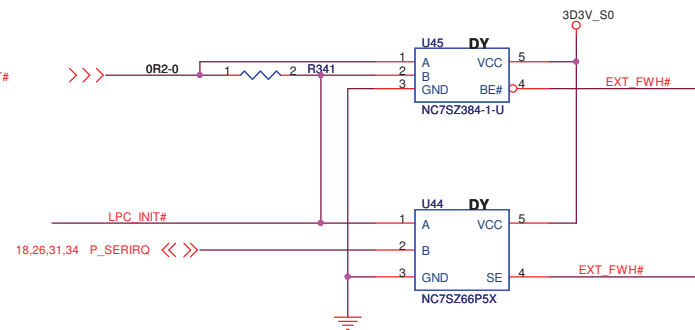 3D3V_S0
U45 DY
T#
0R2-0
1
2
R341
1 A VCC 5
2 B
3 GND BE# 4
EXT_FWH#
NC7SZ384-1-U
U44 DY
LPC_INIT#
1 A VCC 5
18,26,31,34 P_SERIRQ
2 B
3 GND SE 4
EXT_FWH#
NC7SZ66P5X